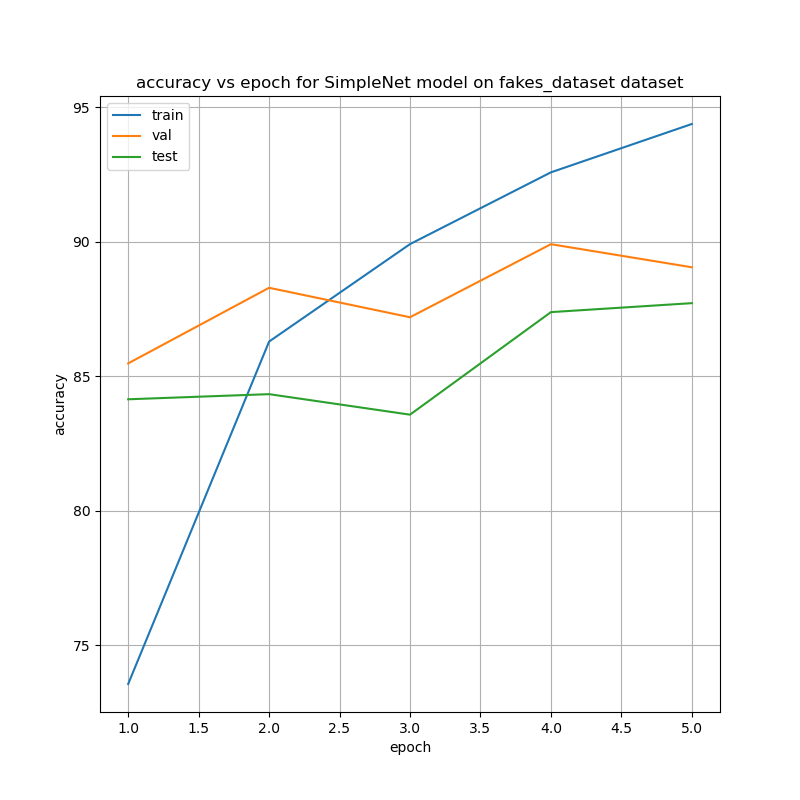 accuracy vs epoch for SimpleNet model on fakes_dataset dataset
train
val
test
95
90
85
80
75
accuracy
1.0 1.5 2.0 2.5 3.0 3.5 4.0 4.5 5.0
epoch